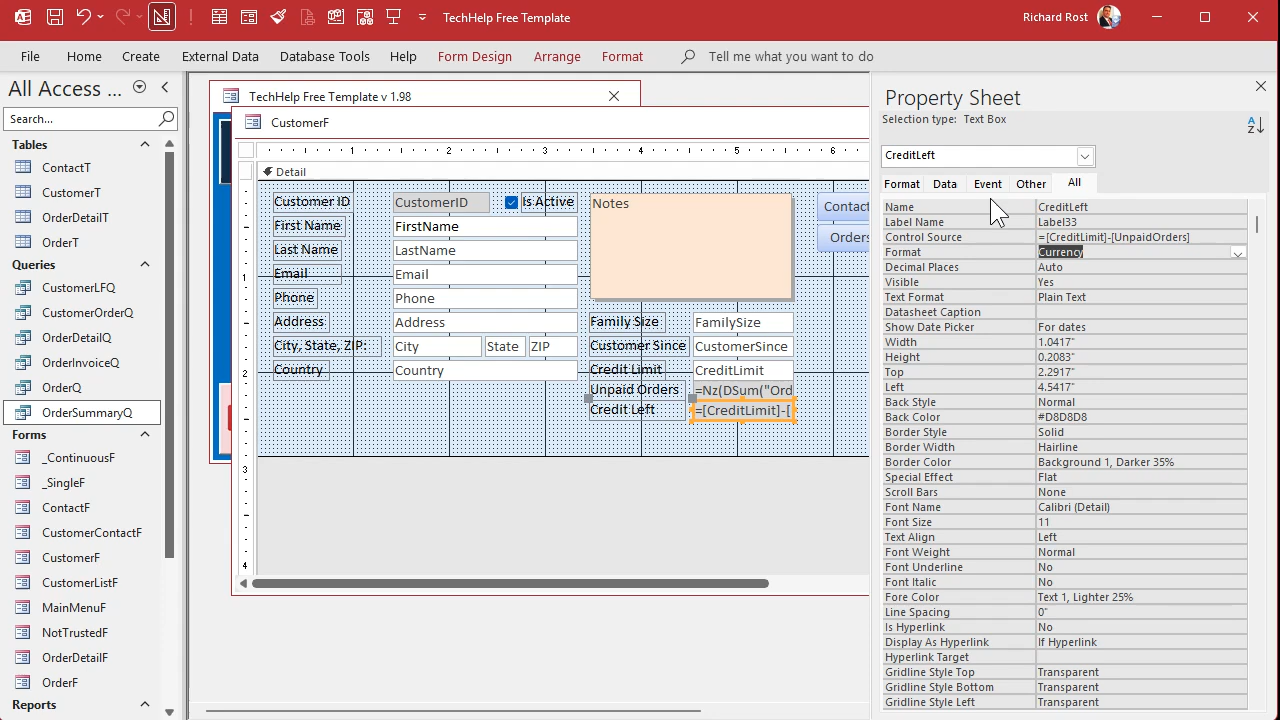 TechHelp Free Template
Richard Rost
File Home Create External Data Database Tools Help Form Design Arrange Format Tell me what you want to do
All Access ...
Search...
Tables
ContactT
CustomerT
OrderDetailT
OrderT
Queries
CustomerLFQ
CustomerOrderQ
OrderDetailQ
OrderInvoiceQ
OrderQ
OrderSummaryQ
Forms
_ContinuousF
_SingleF
ContactF
CustomerContactF
CustomerF
CustomerListF
MainMenuF
NotTrustedF
OrderDetailF
OrderF
Reports
TechHelp Free Template v 1.98
CustomerF
1 2 3 4 5 6
1
2
3
4
Detail
Customer ID CustomerID Is Active Notes Contac
First Name FirstName Orders
Last Name LastName
Email Email
Phone Phone
Address Address Family Size FamilySize
City, State, ZIP: City State ZIP Customer Since CustomerSince
Country Country Credit Limit CreditLimit
Unpaid Orders =Nz(DSum("Ord
Credit Left =[CreditLimit]-[
Property Sheet
Selection type: Text Box
CreditLeft
Format Data Event Other All
Name CreditLeft
Label Name Label33
Control Source =[CreditLimit]-[UnpaidOrders]
Format Currency
Decimal Places Auto
Visible Yes
Text Format Plain Text
Datasheet Caption
Show Date Picker For dates
Width 1.0417"
Height 0.2083"
Top 2.2917"
Left 4.5417"
Back Style Normal
Back Color #D8D8D8
Border Style Solid
Border Width Hairline
Border Color Background 1, Darker 35%
Special Effect Flat
Scroll Bars None
Font Name Calibri (Detail)
Font Size 11
Text Align Left
Font Weight Normal
Font Underline No
Font Italic No
Fore Color Text 1, Lighter 25%
Line Spacing 0"
Is Hyperlink No
Display As Hyperlink If Hyperlink
Hyperlink Target
Gridline Style Top Transparent
Gridline Style Bottom Transparent
Gridline Style Left Transparent